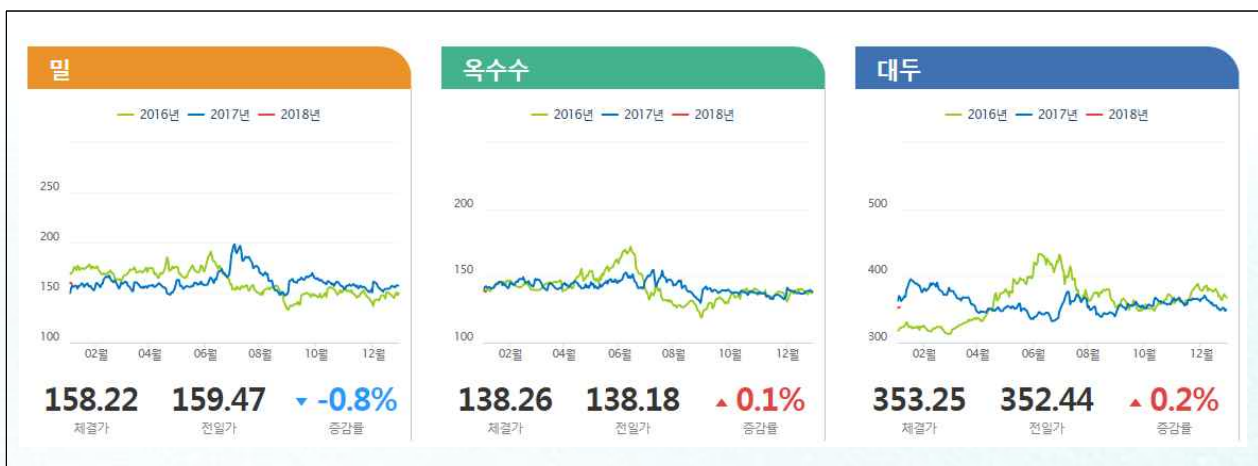 밀
2016년 2017년 2018년
250
200
150
100
02월 04월 06월 08월 10월 12월
158.22 159.47 ▼ -0.8%
체결가 전일가 증감률
옥수수
2016년 2017년 2018년
200
150
100
02월 04월 06월 08월 10월 12월
138.26 138.18 ▲ 0.1%
체결가 전일가 증감률
대두
2016년 2017년 2018년
500
400
300
02월 04월 06월 08월 10월 12월
353.25 352.44 ▲ 0.2%
체결가 전일가 증감률